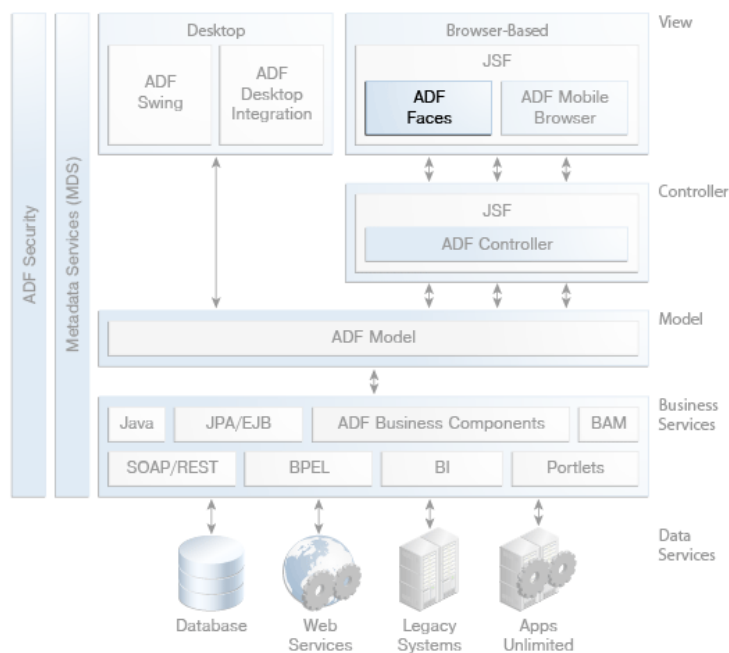 Desktop
Browser-Based
View
JSF
ADF
Swing
ADF
Desktop
Integration
ADF
Faces
ADF Mobile
Browser
Controller
JSF
ADF Controller
ADF Security
Metadata Services (MDS)
Model
ADF Model
Business
Services
Java
JPA/EJB
ADF Business Components
BAM
SOAP/REST
BPEL
BI
Portlets
Data
Services
Database
Web
Services
Legacy
Systems
Apps
Unlimited